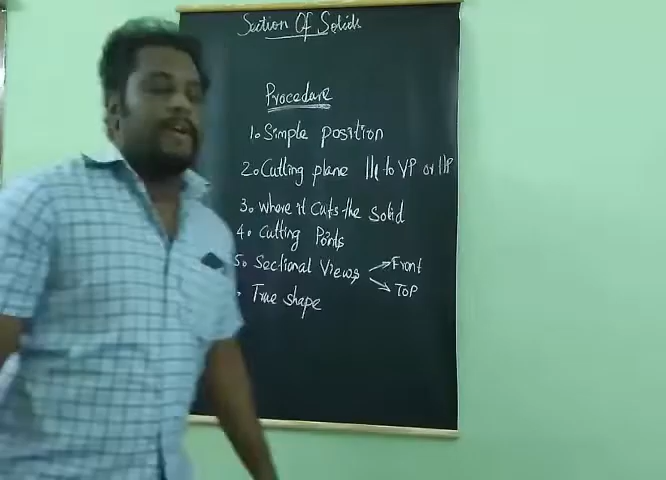 Section Of Solids
Procedure
1. Simple position
2. Cutting plane ||ly to VP or HP
3. Where it Cuts the Solid
4. Cutting Points
5. Sectional Views
Front
Top
. True shape